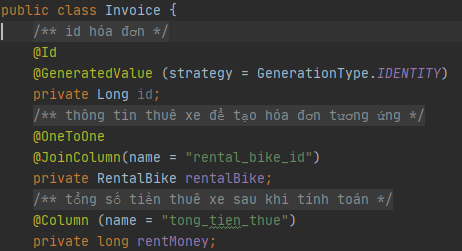 public class Invoice {
/** id hóa đơn */
@Id
@GeneratedValue (strategy = GenerationType.IDENTITY)
private Long id;
/** thông tin thuê xe để tạo hóa đơn tương ứng */
@OneToOne
@JoinColumn(name = "rental_bike_id")
private RentalBike rentalBike;
/** tổng số tiền thuê xe sau khi tính toán */
@Column (name = "tong_tien_thue")
private long rentMoney;